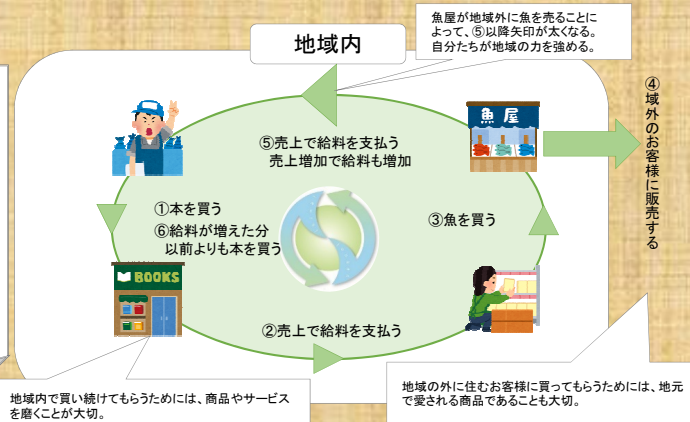 魚屋が地域外に魚を売ることに
よって、⑤以降矢印が太くなる。
自分たちが地域の力を強める。
地域内
魚屋
④域外のお客様に販売する
⑤売上で給料を支払う
売上増加で給料も増加
①本を買う
⑥給料が増えた分
以前よりも本を買う
③魚を買う
BOOKS
②売上で給料を支払う
地域内で買い続けてもらうためには、商品やサービス
を磨くことが大切。
地域の外に住むお客様に買ってもらうためには、地元
で愛される商品であることも大切。